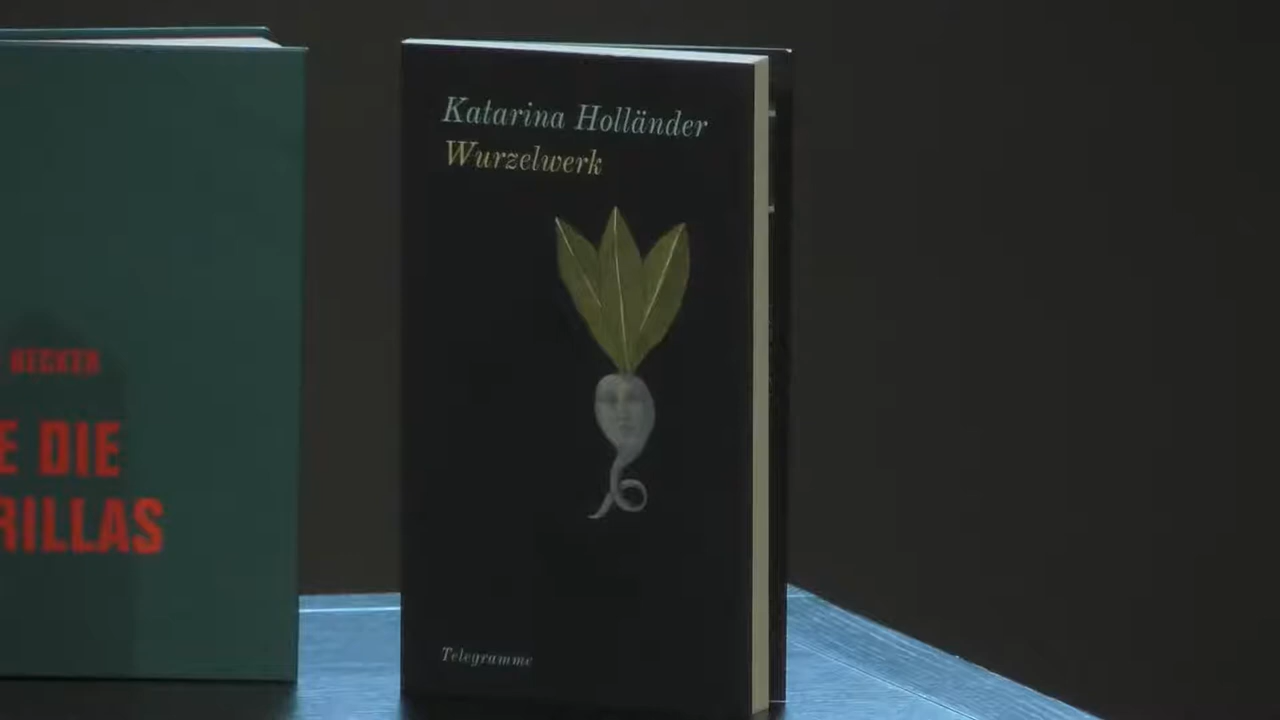 BECKER
E DIE
RILLAS
Katarina Holländer
Wurzelwerk
Telegramme